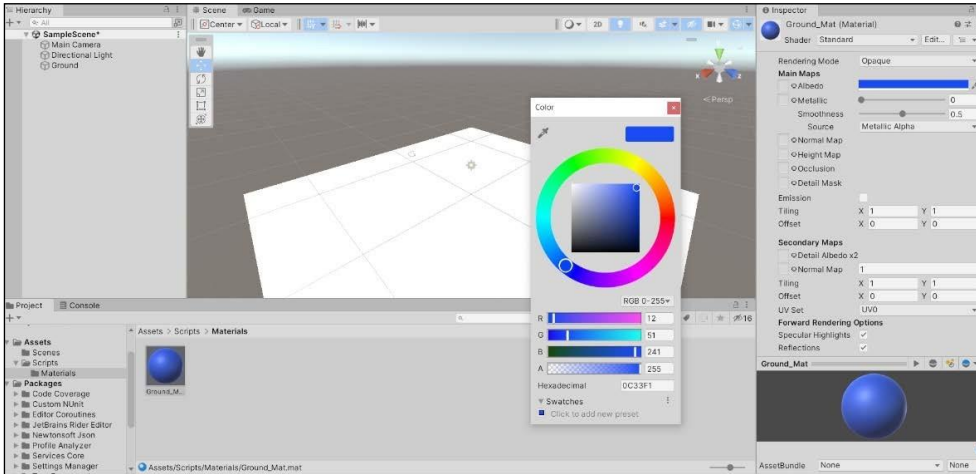 Hierarchy
All
SampleScene*
Main Camera
Directional Light
Ground
Scene
Game
Center
Local
2D
Persp
Color
RGB 0-255
R 12
G 51
B 241
A 255
Hexadecimal 0C33F1
Swatches
Click to add new preset
Project
Console
16
Assets
Scenes
Scripts
Materials
Packages
Code Coverage
Custom NUnit
Editor Coroutines
JetBrains Rider Editor
Newtonsoft Json
Profile Analyzer
Services Core
Settings Manager
Assets > Scripts > Materials
Ground_M...
Assets/Scripts/Materials/Ground_Mat.mat
Inspector
Ground_Mat (Material)
Shader Standard Edit...
Rendering Mode Opaque
Main Maps
Albedo
Metallic 0
Smoothness 0.5
Source Metallic Alpha
Normal Map
Height Map
Occlusion
Detail Mask
Emission
Tiling X 1 Y 1
Offset X 0 Y 0
Secondary Maps
Detail Albedo x2
Normal Map 1
Tiling X 1 Y 1
Offset X 0 Y 0
UV Set UV0
Forward Rendering Options
Specular Highlights
Reflections
Ground_Mat
AssetBundle None None